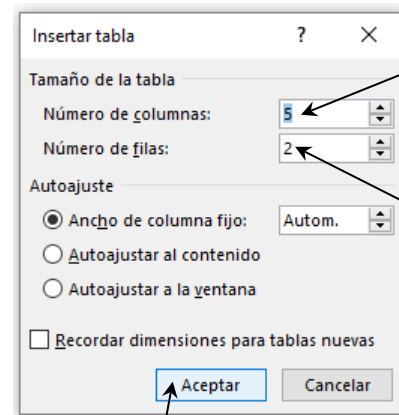 Insertar tabla ? ×
Tamaño de la tabla
Número de columnas: 5
Número de filas: 2
Autoajuste
Ancho de columna fijo: Autom.
Autoajustar al contenido
Autoajustar a la ventana
Recordar dimensiones para tablas nuevas
Aceptar Cancelar